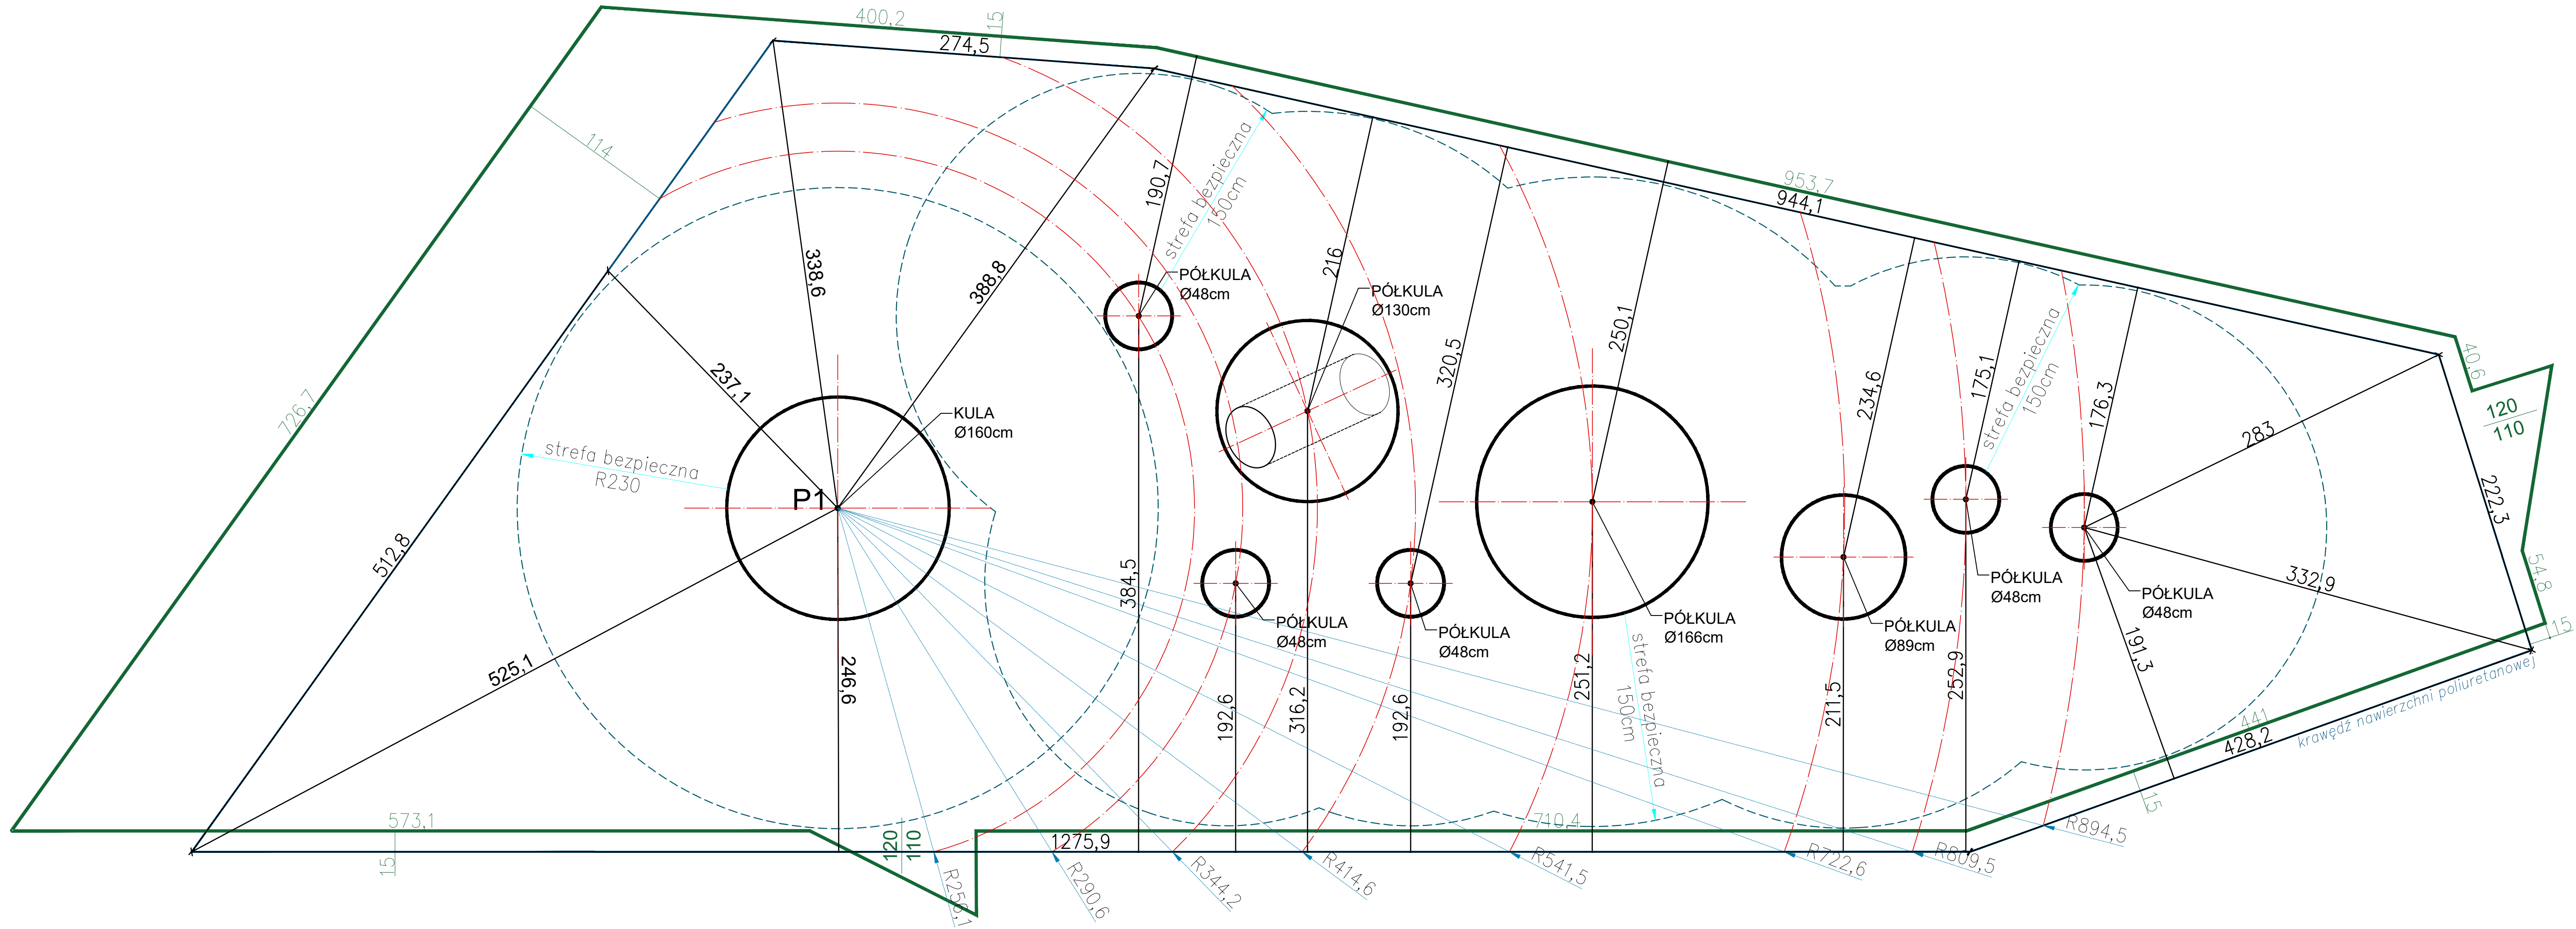 400,2
15
274,5
953,7
944,1
114
338,6
388,8
190,7
strefa bezpieczna
150cm
216
320,5
250,1
234,6
175,1
strefa bezpieczna
150cm
176,3
283
222,3
40,6
120
110
PÓŁKULA
Ø48cm
PÓŁKULA
Ø130cm
237,1
726,7
KULA
Ø160cm
strefa bezpieczna
R230
P1
512,8
525,1
246,6
384,5
192,6
316,2
192,6
251,2
211,5
252,9
191,3
332,9
54,8
15
PÓŁKULA
Ø48cm
PÓŁKULA
Ø48cm
PÓŁKULA
Ø166cm
PÓŁKULA
Ø89cm
PÓŁKULA
Ø48cm
PÓŁKULA
Ø48cm
strefa bezpieczna
150cm
441
428,2
krawędź nawierzchni poliuretanowej
15
573,1
15
120
110
1275,9
710,4
R290,6
R344,2
R414,6
R541,5
R722,6
R809,5
R894,5